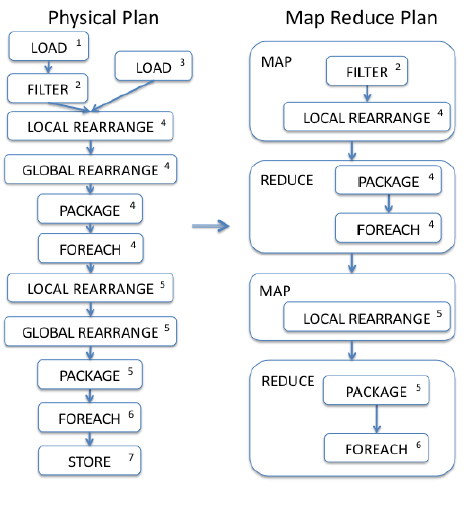 Physical Plan
LOAD 1
LOAD 3
FILTER 2
LOCAL REARRANGE 4
GLOBAL REARRANGE 4
PACKAGE 4
FOREACH 4
LOCAL REARRANGE 5
GLOBAL REARRANGE 5
PACKAGE 5
FOREACH 6
STORE 7
Map Reduce Plan
MAP
FILTER 2
LOCAL REARRANGE 4
REDUCE
PACKAGE 4
FOREACH 4
MAP
LOCAL REARRANGE 5
REDUCE
PACKAGE 5
FOREACH 6